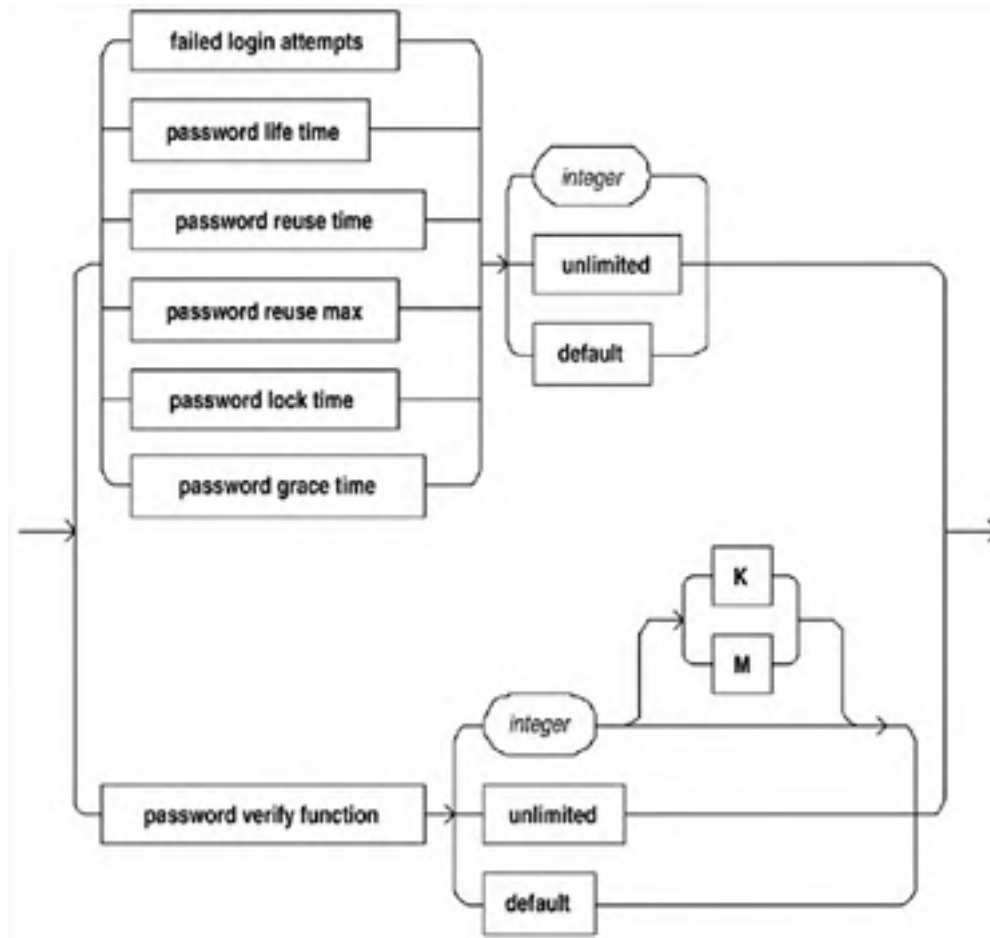 failed login attempts
password life time
password reuse time
password reuse max
password lock time
password grace time
integer
unlimited
default
K
M
password verify function
integer
unlimited
default